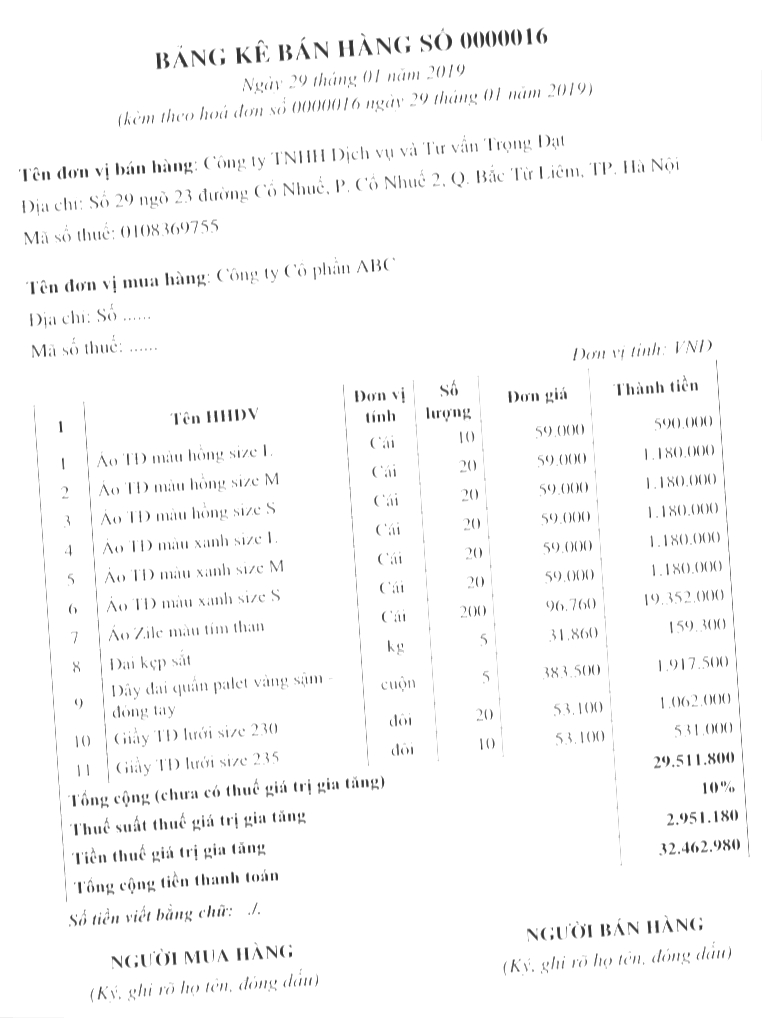 BẢNG KÊ BÁN HÀNG SỐ 0000016
Ngày 29 tháng 01 năm 2019
(kèm theo hoá đơn số 0000016 ngày 29 tháng 01 năm 2019)
Tên đơn vị bán hàng: Công ty TNHH Dịch vụ và Tư vấn Trọng Đạt
Địa chỉ: Số 29 ngõ 23 đường Cổ Nhuế, P. Cổ Nhuế 2, Q. Bắc Từ Liêm, TP. Hà Nội
Mã số thuế: 0108369755
Tên đơn vị mua hàng: Công ty Cổ phần ABC
Địa chỉ: Số ......
Mã số thuế: ......
Đơn vị tính: VNĐ
1 Tên HHDV Đơn vị tính Số lượng Đơn giá Thành tiền
1 Áo TD màu hồng size L Cái 10 59.000 590.000
2 Áo TD màu hồng size M Cái 20 59.000 1.180.000
3 Áo TD màu hồng size S Cái 20 59.000 1.180.000
4 Áo TD màu xanh size L Cái 20 59.000 1.180.000
5 Áo TD màu xanh size M Cái 20 59.000 1.180.000
6 Áo TD màu xanh size S Cái 20 59.000 1.180.000
7 Áo Zile màu tím than Cái 200 96.760 19.352.000
8 Đai kẹp sắt kg 5 31.860 159.300
9 Dây đai quấn palet vàng sậm - đóng tay cuộn 5 383.500 1.917.500
10 Giầy TD lưới size 230 đôi 20 53.100 1.062.000
11 Giầy TD lưới size 235 đôi 10 53.100 531.000
Tổng cộng (chưa có thuế giá trị gia tăng) 29.511.800
Thuế suất thuế giá trị gia tăng 10%
Tiền thuế giá trị gia tăng 2.951.180
Tổng cộng tiền thanh toán 32.462.980
Số tiền viết bằng chữ: ./.
NGƯỜI MUA HÀNG NGƯỜI BÁN HÀNG
(Ký, ghi rõ họ tên, đóng dấu) (Ký, ghi rõ họ tên, đóng dấu)